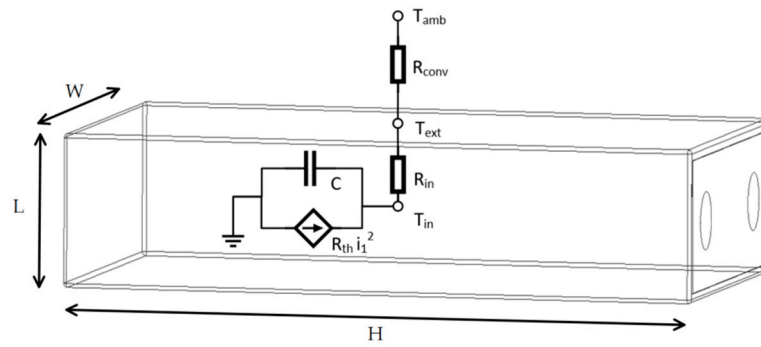 T_amb
R_conv
W
T_ext
L
C
R_in
T_in
R_th i_1^2
H